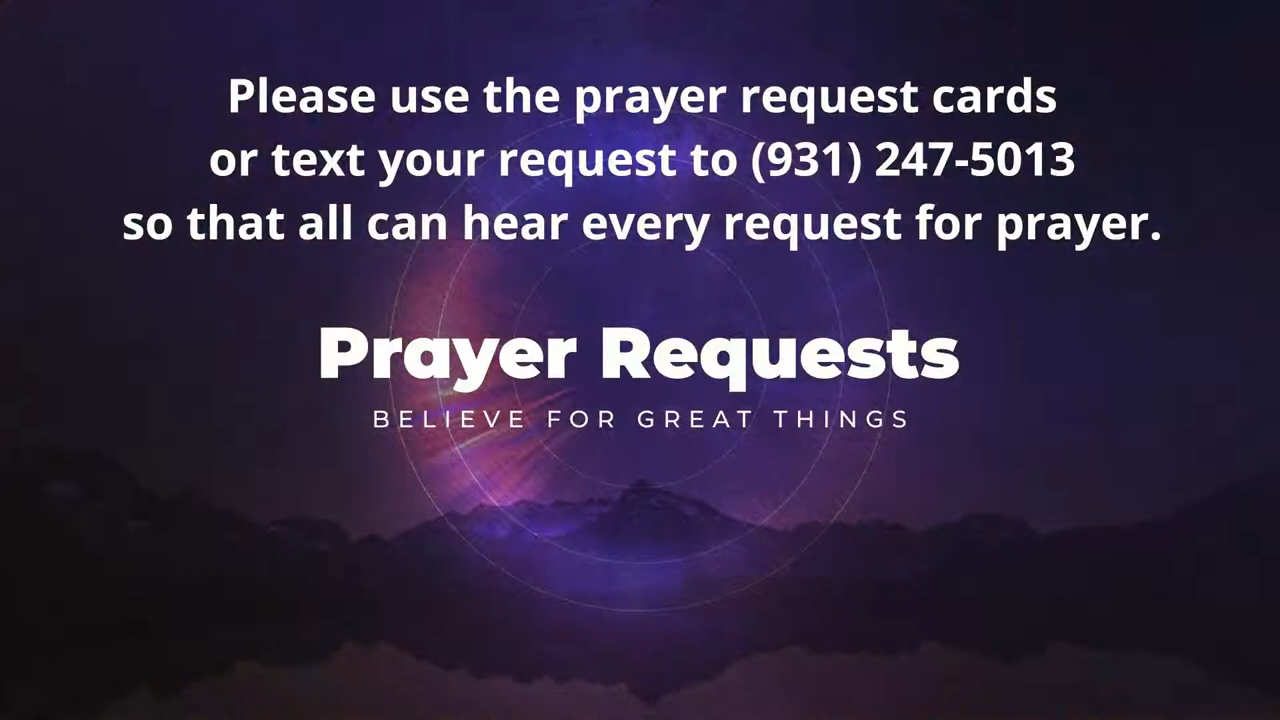 Please use the prayer request cards
or text your request to (931) 247-5013
so that all can hear every request for prayer.
Prayer Requests
BELIEVE FOR GREAT THINGS